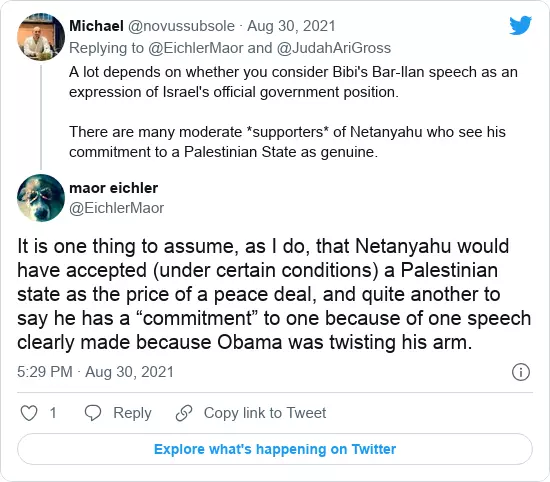 Michael @novussubsole · Aug 30, 2021
Replying to @EichlerMaor and @JudahAriGross
A lot depends on whether you consider Bibi's Bar-Ilan speech as an
expression of Israel's official government position.
There are many moderate *supporters* of Netanyahu who see his
commitment to a Palestinian State as genuine.
maor eichler
@EichlerMaor
It is one thing to assume, as I do, that Netanyahu would
have accepted (under certain conditions) a Palestinian
state as the price of a peace deal, and quite another to
say he has a “commitment” to one because of one speech
clearly made because Obama was twisting his arm.
5:29 PM · Aug 30, 2021
1 Reply Copy link to Tweet
Explore what's happening on Twitter